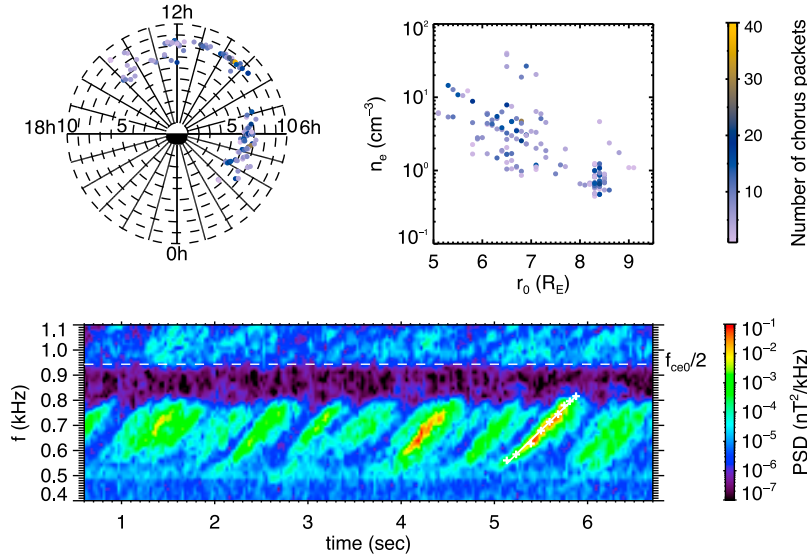 12h
18h 10 5 5 10 6h
0h
10² 
10¹
10⁰
10⁻¹
nₑ (cm⁻³)
5 6 7 8 9
r₀ (R_E)
40
30
20
10
Number of chorus packets
1.1
1.0
0.9
0.8
0.7
0.6
0.5
0.4
f (kHz)
1 2 3 4 5 6
time (sec)
f_ce0/2
10⁻¹
10⁻²
10⁻³
10⁻⁴
10⁻⁵
10⁻⁶
10⁻⁷
PSD (nT²/kHz)